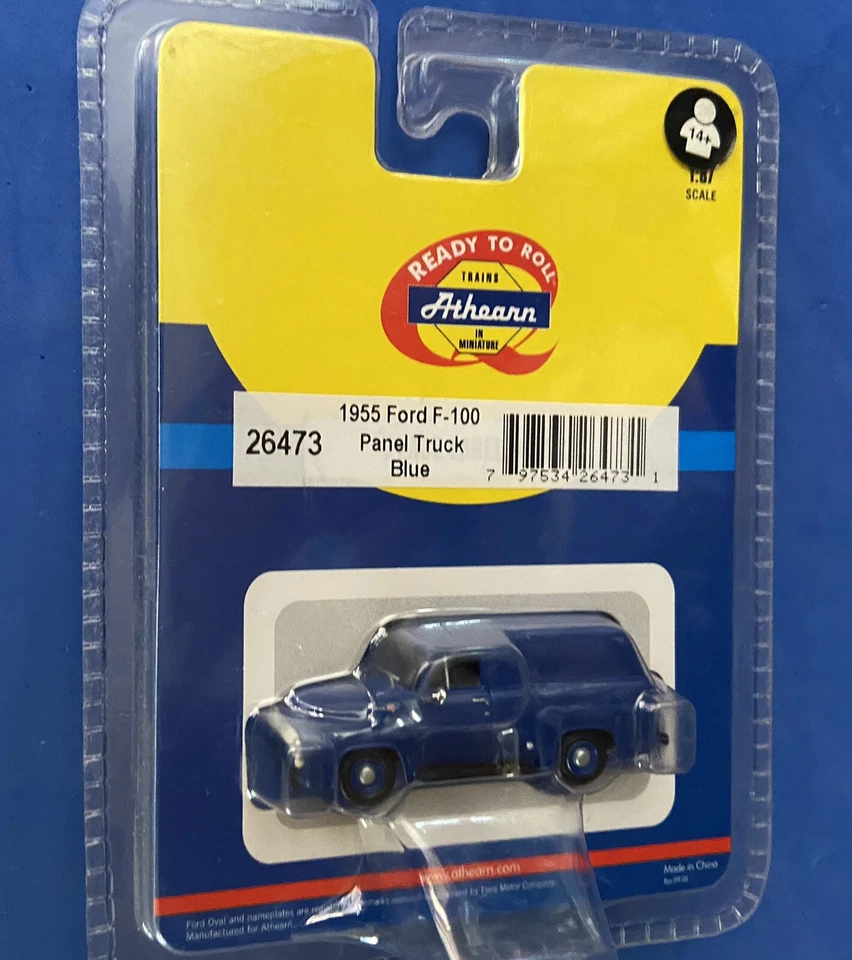 14+
1:87
SCALE
READY TO ROLL
TRAINS
Athearn
IN
MINIATURE
1955 Ford F-100
26473
Panel Truck
Blue
7 97534 26473 1
www.athearn.com
Made in China
Ford Oval and nameplates are by Ford Motor Company.
Manufactured for Athearn.